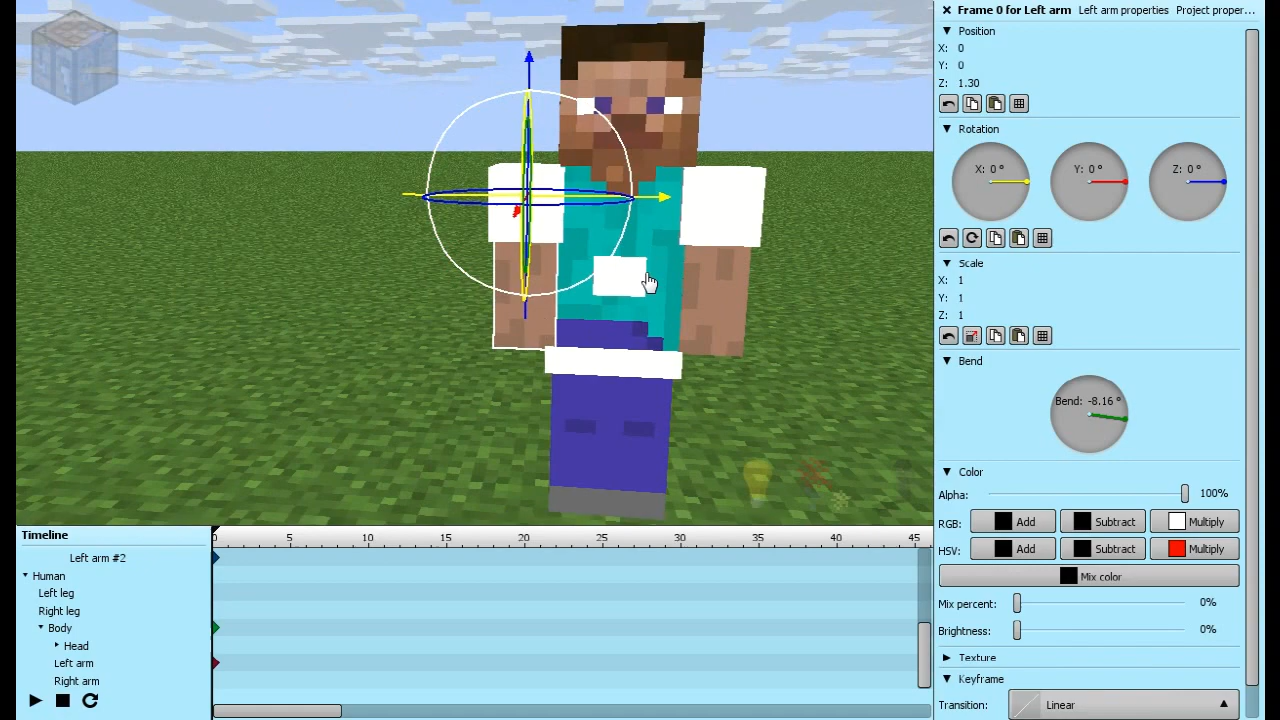 Frame 0 for Left arm Left arm properties Project proper...
Position
X: 0
Y: 0
Z: 1.30
Rotation
X: 0 ° Y: 0 ° Z: 0 °
Scale
X: 1
Y: 1
Z: 1
Bend
Bend: -8.16 °
Color
Alpha: 100%
RGB: Add Subtract Multiply
HSV: Add Subtract Multiply
Mix color
Mix percent: 0%
Brightness: 0%
Texture
Keyframe
Transition: Linear
Timeline
0 5 10 15 20 25 30 35 40 45
Left arm #2
Human
Left leg
Right leg
Body
Head
Left arm
Right arm